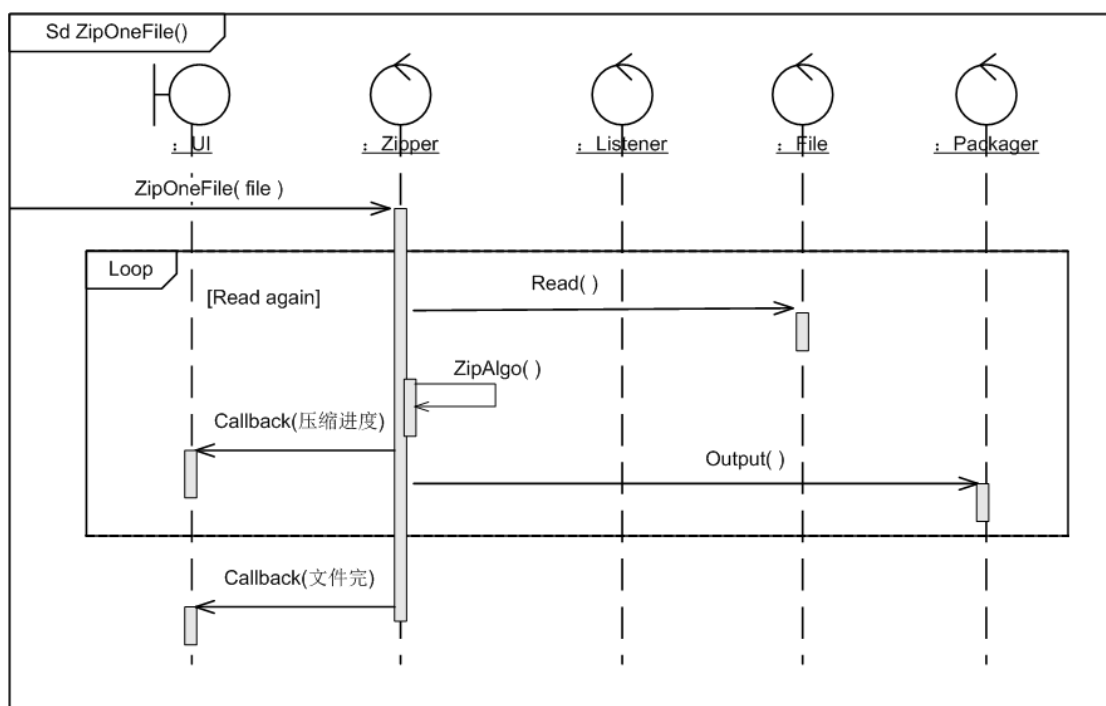 Sd ZipOneFile()
：UI
：Zipper
：Listener
：File
：Packager
ZipOneFile( file )
Loop
[Read again]
Read( )
ZipAlgo( )
Callback(压缩进度)
Output( )
Callback(文件完)